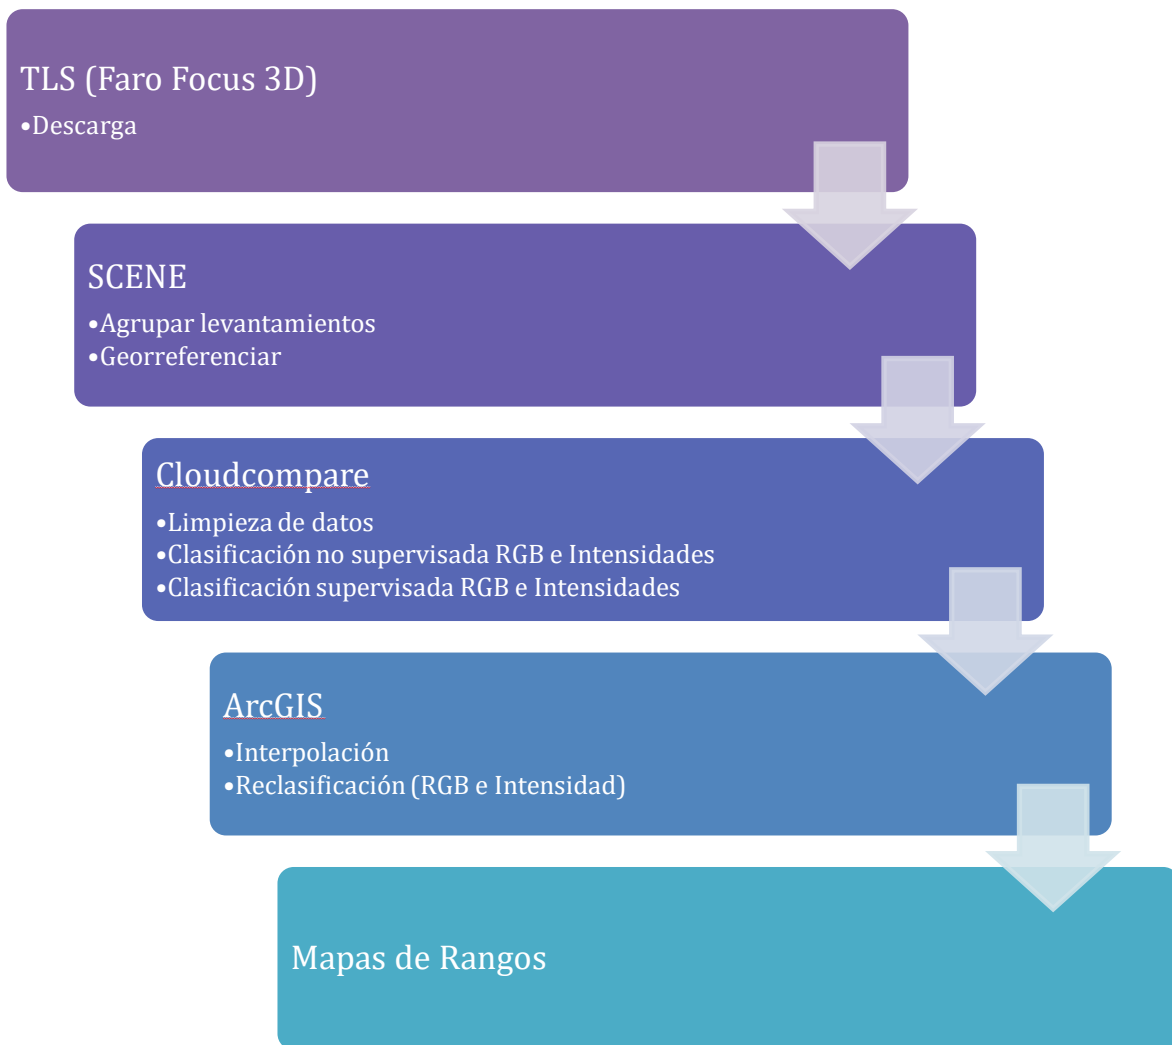 TLS (Faro Focus 3D)
•Descarga
SCENE
•Agrupar levantamientos
•Georreferenciar
Cloudcompare
•Limpieza de datos
•Clasificación no supervisada RGB e Intensidades
•Clasificación supervisada RGB e Intensidades
ArcGIS
•Interpolación
•Reclasificación (RGB e Intensidad)
Mapas de Rangos